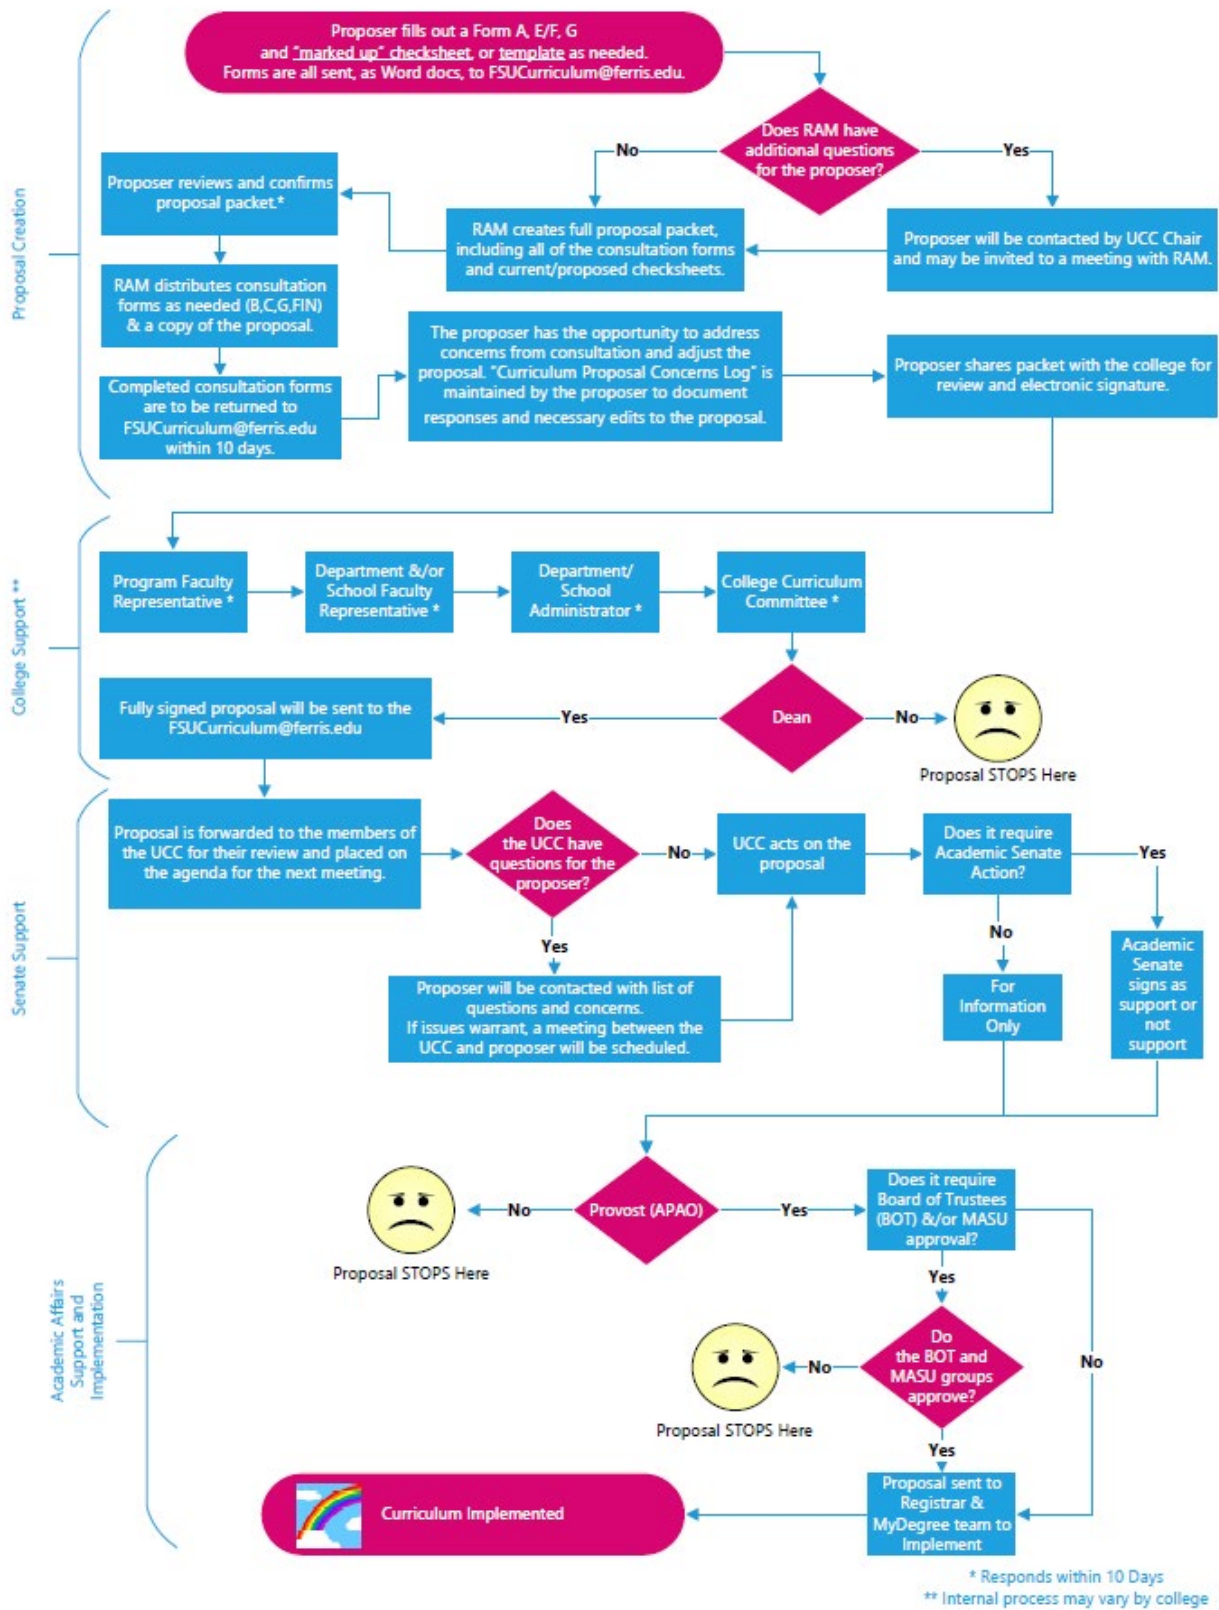 Proposer fills out a Form A, E/F, G
and "marked up" checksheet, or template as needed.
Forms are all sent, as Word docs, to FSUCurriculum@ferris.edu.
Does RAM have
additional questions
for the proposer?
No
Yes
Proposal Creation
Proposer reviews and confirms
proposal packet.*
RAM creates full proposal packet,
including all of the consultation forms
and current/proposed checksheets.
Proposer will be contacted by UCC Chair
and may be invited to a meeting with RAM.
RAM distributes consultation
forms as needed (B,C,G,FIN)
& a copy of the proposal.
Completed consultation forms
are to be returned to
FSUCurriculum@ferris.edu
within 10 days.
The proposer has the opportunity to address
concerns from consultation and adjust the
proposal. "Curriculum Proposal Concerns Log" is
maintained by the proposer to document
responses and necessary edits to the proposal.
Proposer shares packet with the college for
review and electronic signature.
College Support **
Program Faculty
Representative *
Department &/or
School Faculty
Representative *
Department/
School
Administrator *
College Curriculum
Committee *
Fully signed proposal will be sent to the
FSUCurriculum@ferris.edu
Yes
Dean
No
Proposal STOPS Here
Senate Support
Proposal is forwarded to the members of
the UCC for their review and placed on
the agenda for the next meeting.
Does
the UCC have
questions for the
proposer?
No
UCC acts on the
proposal
Does it require
Academic Senate
Action?
Yes
Yes
No
Proposer will be contacted with list of
questions and concerns.
If issues warrant, a meeting between the
UCC and proposer will be scheduled.
For
Information
Only
Academic
Senate
signs as
support or
not
support
Academic Affairs
Support and
Implementation
Proposal STOPS Here
No
Provost (APAO)
Yes
Does it require
Board of Trustees
(BOT) &/or MASU
approval?
Yes
No
Do
the BOT and
MASU groups
approve?
No
Proposal STOPS Here
Yes
Proposal sent to
Registrar &
MyDegree team to
Implement
Curriculum Implemented
* Responds within 10 Days
** Internal process may vary by college